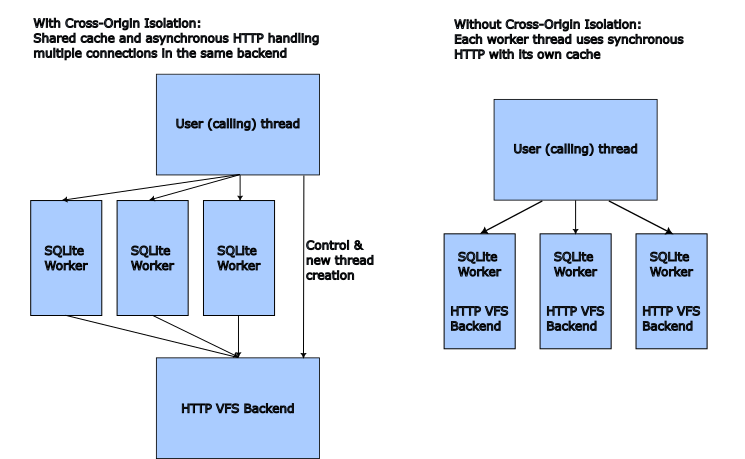 With Cross-Origin Isolation:
Shared cache and asynchronous HTTP handling
multiple connections in the same backend
User (calling) thread
SQLite
Worker
SQLite
Worker
SQLite
Worker
Control &
new thread
creation
HTTP VFS Backend
Without Cross-Origin Isolation:
Each worker thread uses synchronous
HTTP with its own cache
User (calling) thread
SQLite
Worker
HTTP VFS
Backend
SQLite
Worker
HTTP VFS
Backend
SQLite
Worker
HTTP VFS
Backend